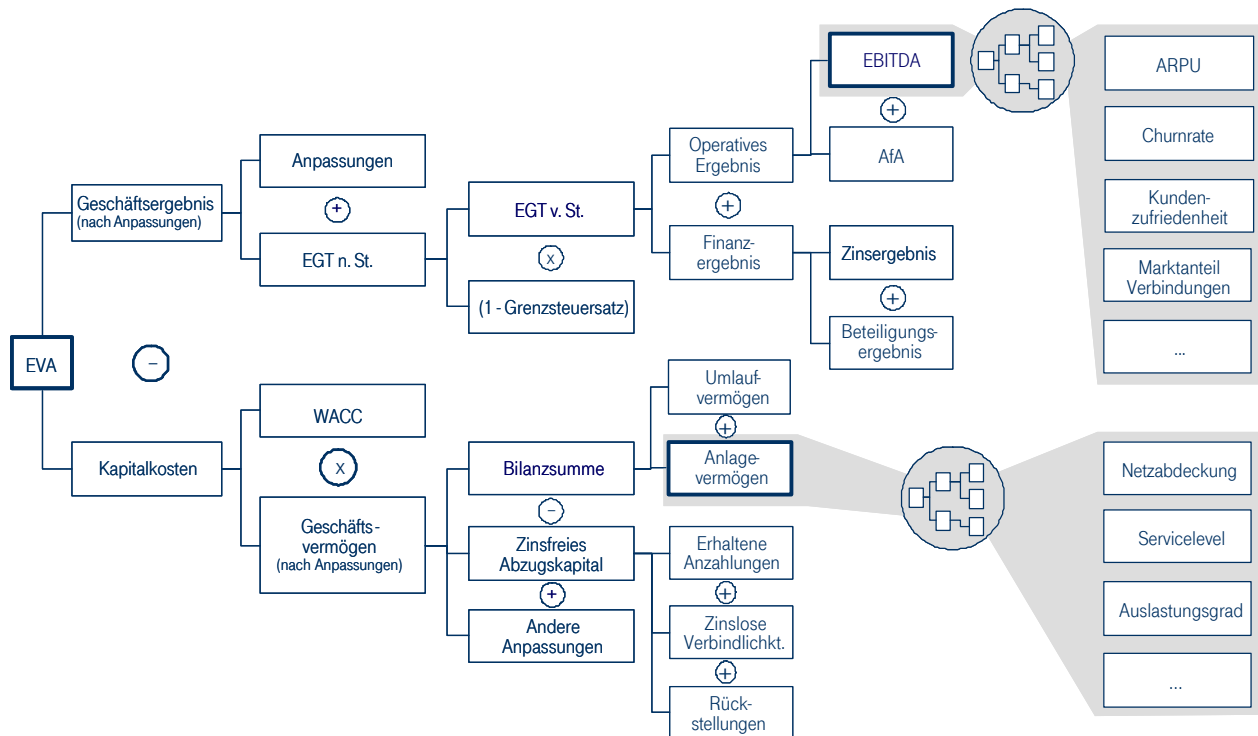 EVA
−
Geschäftsergebnis
(nach Anpassungen)
Anpassungen
+
EGT n. St.
EGT v. St.
x
(1 - Grenzsteuersatz)
Operatives
Ergebnis
+
Finanz-
ergebnis
EBITDA
+
AfA
Zinsergebnis
+
Beteiligungs-
ergebnis
ARPU
Churnrate
Kunden-
zufriedenheit
Marktanteil
Verbindungen
...
Kapitalkosten
WACC
x
Geschäfts-
vermögen
(nach Anpassungen)
Bilanzsumme
−
Zinsfreies
Abzugskapital
+
Andere
Anpassungen
Umlauf-
vermögen
+
Anlage-
vermögen
Erhaltene
Anzahlungen
+
Zinslose
Verbindlichkt.
+
Rück-
stellungen
Netzabdeckung
Servicelevel
Auslastungsgrad
...